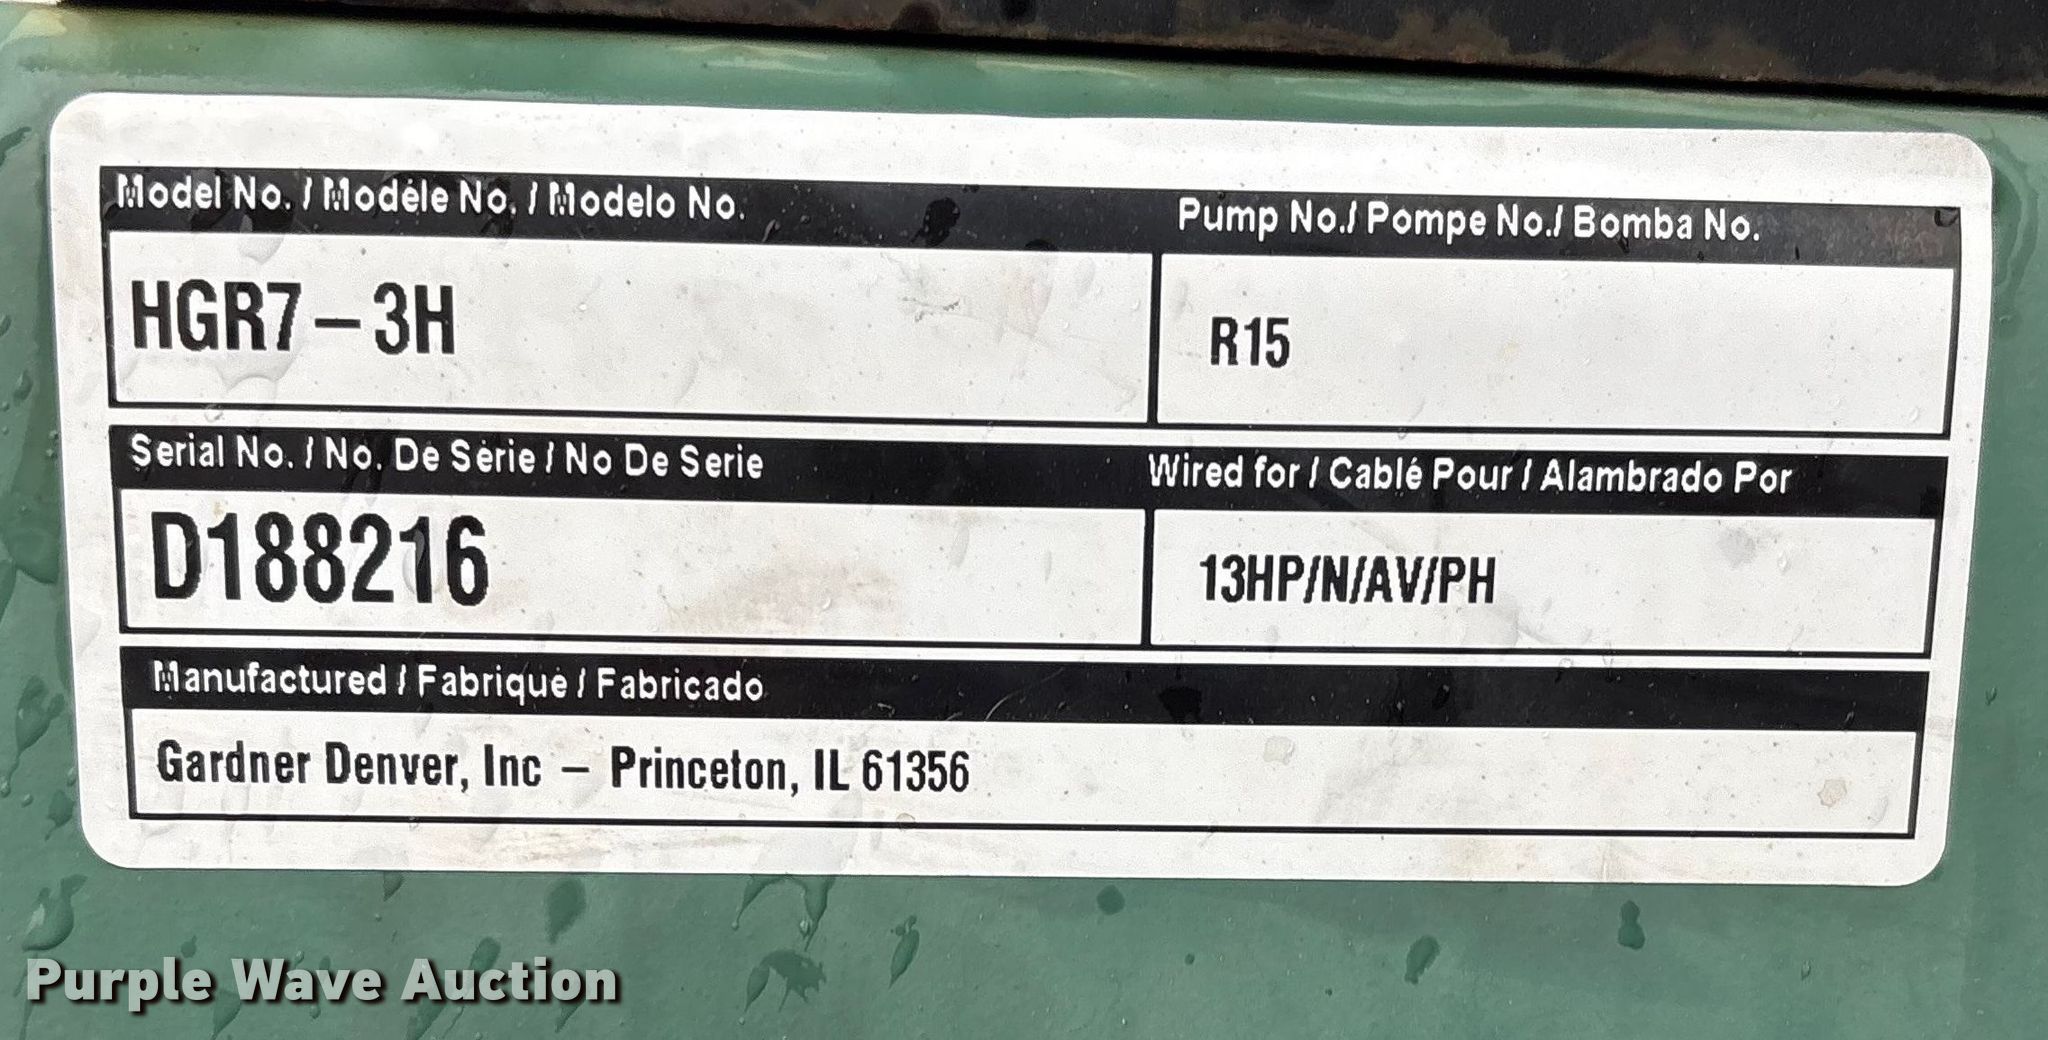 Model No. / Modéle No. / Modelo No.
Pump No./ Pompe No./ Bomba No.
HGR7-3H
R15
Serial No. / No. De Série / No De Serie
Wired for / Cablé Pour / Alambrado Por
D188216
13HP/N/AV/PH
Manufactured / Fabriqué / Fabricado
Gardner Denver, Inc - Princeton, IL 61356
Purple Wave Auction